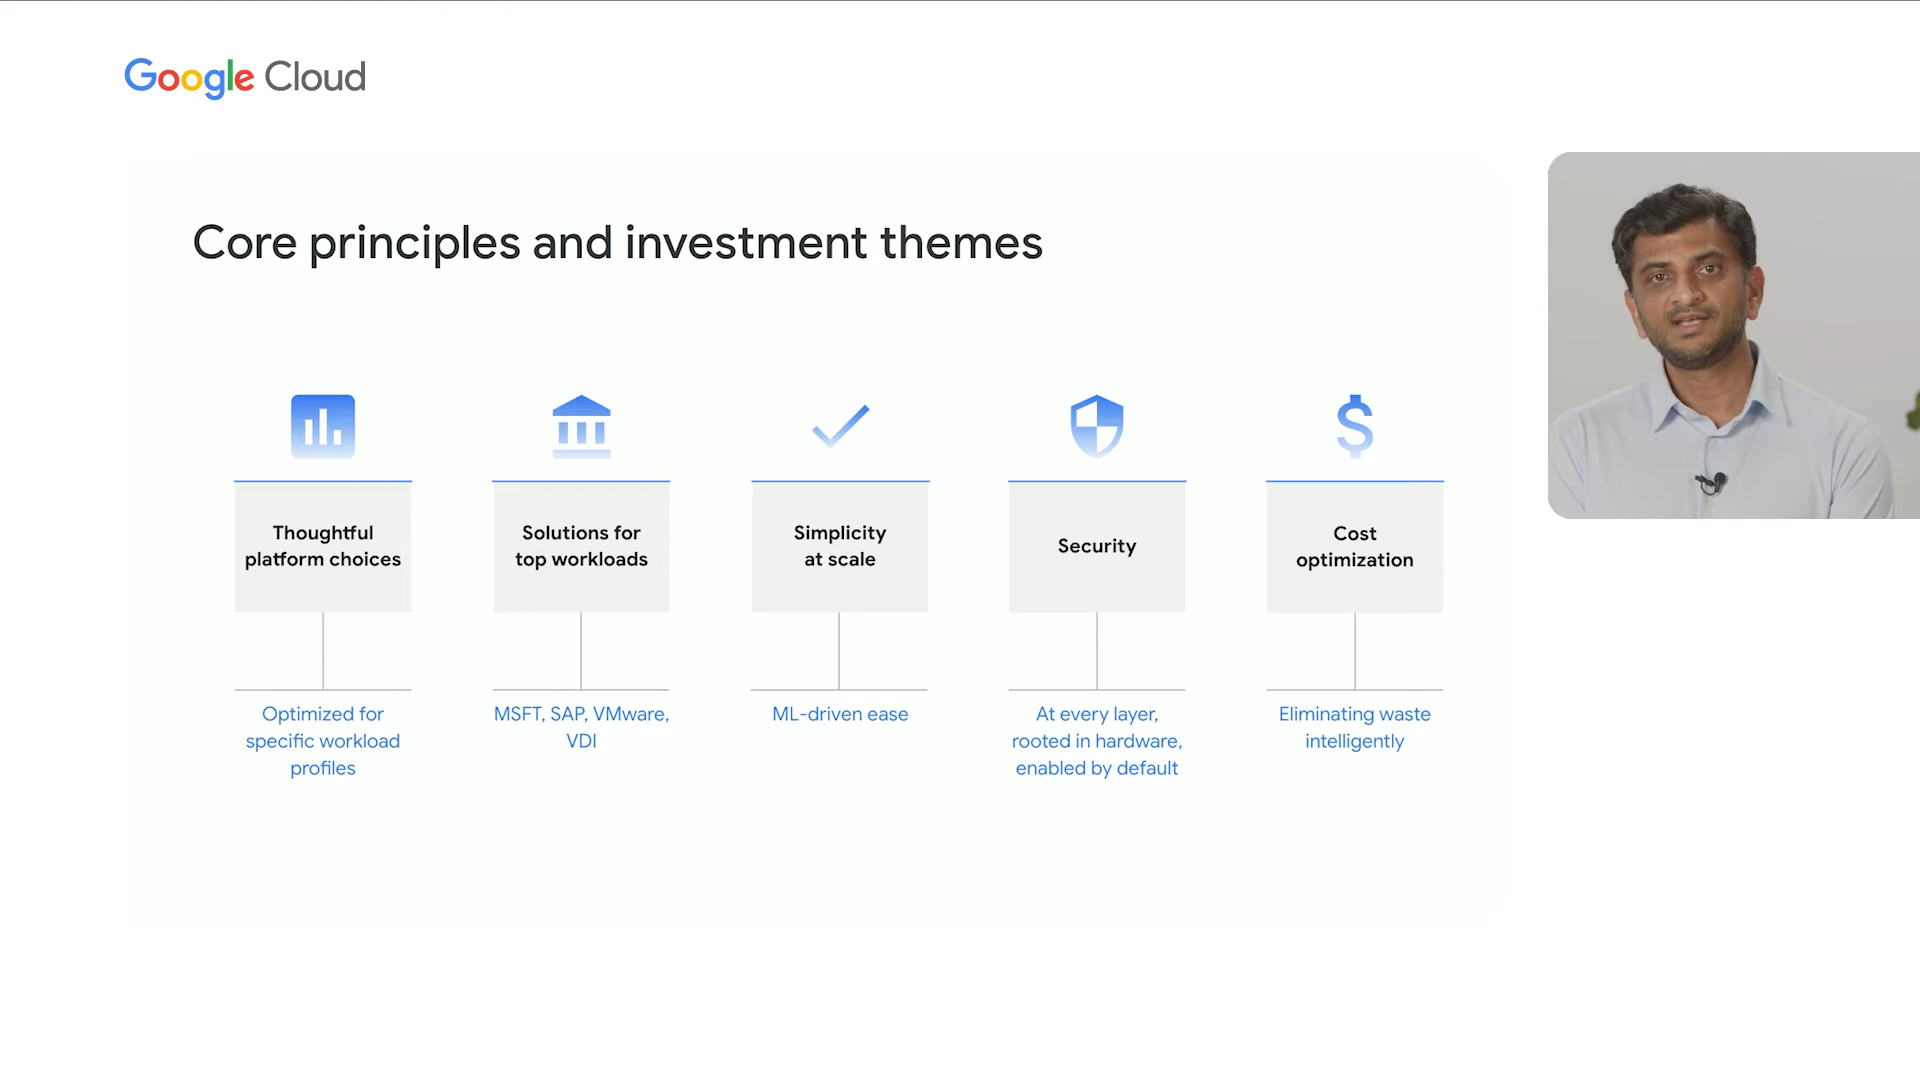 Google Cloud
Core principles and investment themes
Thoughtful
platform choices
Optimized for
specific workload
profiles
Solutions for
top workloads
MSFT, SAP, VMware,
VDI
Simplicity
at scale
ML-driven ease
Security
At every layer,
rooted in hardware,
enabled by default
Cost
optimization
Eliminating waste
intelligently